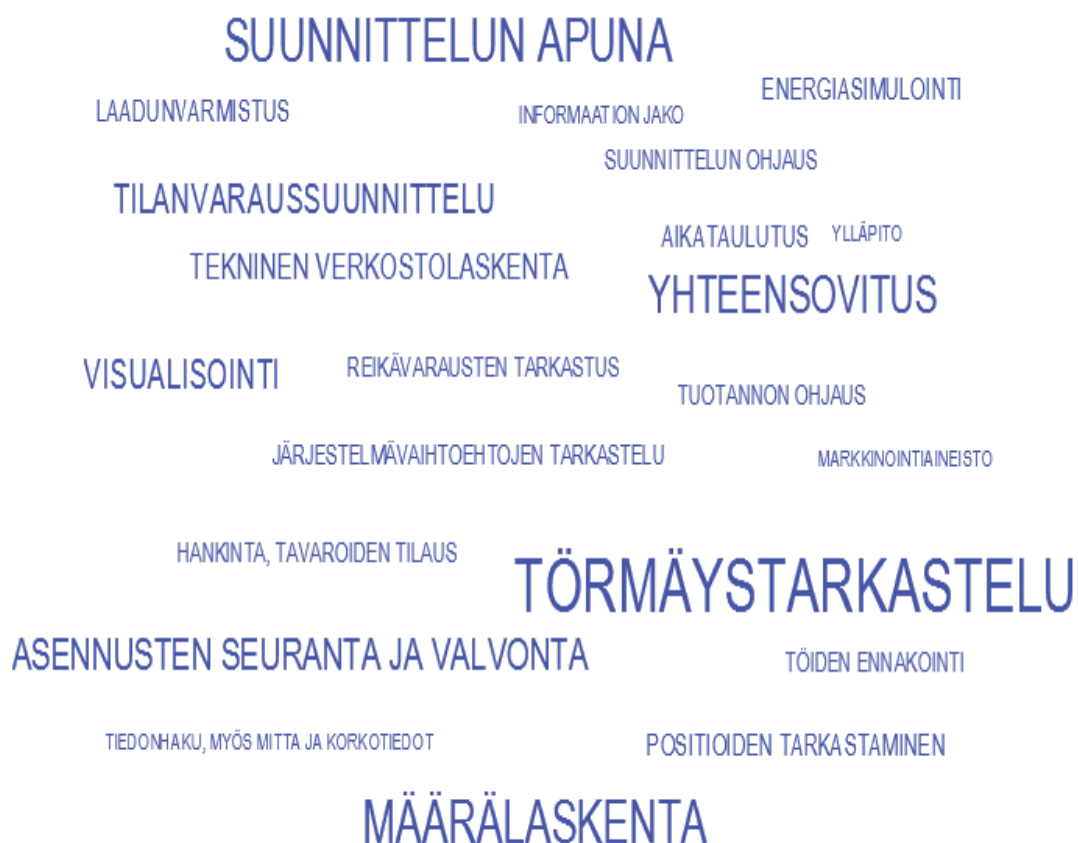 SUUNNITTELUN APUNA
ENERGIASIMULOINTI
LAADUNVARMISTUS
INFORMAATION JAKO
SUUNNITTELUN OHJAUS
TILANVARAUSSUUNNITTELU
AIKATAULUTUS
YLLÄPITO
TEKNINEN VERKOSTOLASKENTA
YHTEENSOVITUS
VISUALISOINTI
REIKÄVARAUSTEN TARKASTUS
TUOTANNON OHJAUS
JÄRJESTELMÄVAIHTOEHTOJEN TARKASTELU
MARKKINOINTIAINEISTO
HANKINTA, TAVAROIDEN TILAUS
TÖRMÄYSTARKASTELU
ASENNUSTEN SEURANTA JA VALVONTA
TÖIDEN ENNAKOINTI
TIEDONHAKU, MYÖS MITTA JA KORKOTIEDOT
POSITIOIDEN TARKASTAMINEN
MÄÄRÄLASKENTA